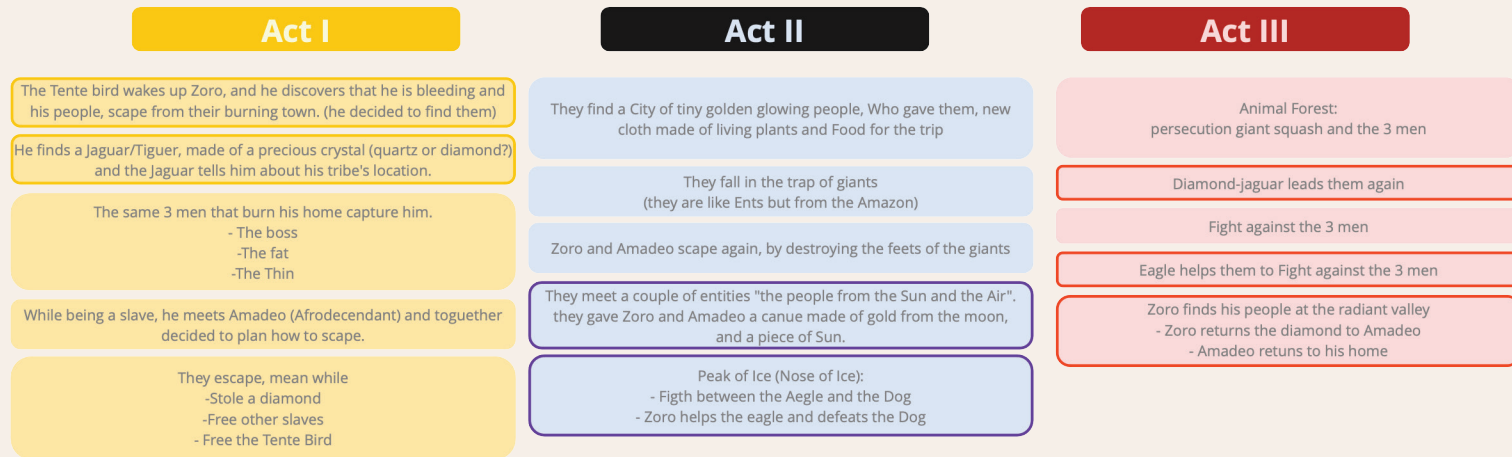 Act I
The Tente bird wakes up Zoro, and he discovers that he is bleeding and
his people, scape from their burning town. (he decided to find them)
He finds a Jaguar/Tiguer, made of a precious crystal (quartz or diamond?)
and the Jaguar tells him about his tribe's location.
The same 3 men that burn his home capture him.
- The boss
-The fat
-The Thin
While being a slave, he meets Amadeo (Afrodecendant) and toguether
decided to plan how to scape.
They escape, mean while
-Stole a diamond
-Free other slaves
- Free the Tente Bird
Act II
They find a City of tiny golden glowing people, Who gave them, new
cloth made of living plants and Food for the trip
They fall in the trap of giants
(they are like Ents but from the Amazon)
Zoro and Amadeo scape again, by destroying the feets of the giants
They meet a couple of entities "the people from the Sun and the Air".
they gave Zoro and Amadeo a canue made of gold from the moon,
and a piece of Sun.
Peak of Ice (Nose of Ice):
- Figth between the Aegle and the Dog
- Zoro helps the eagle and defeats the Dog
Act III
Animal Forest:
persecution giant squash and the 3 men
Diamond-jaguar leads them again
Fight against the 3 men
Eagle helps them to Fight against the 3 men
Zoro finds his people at the radiant valley
- Zoro returns the diamond to Amadeo
- Amadeo retuns to his home